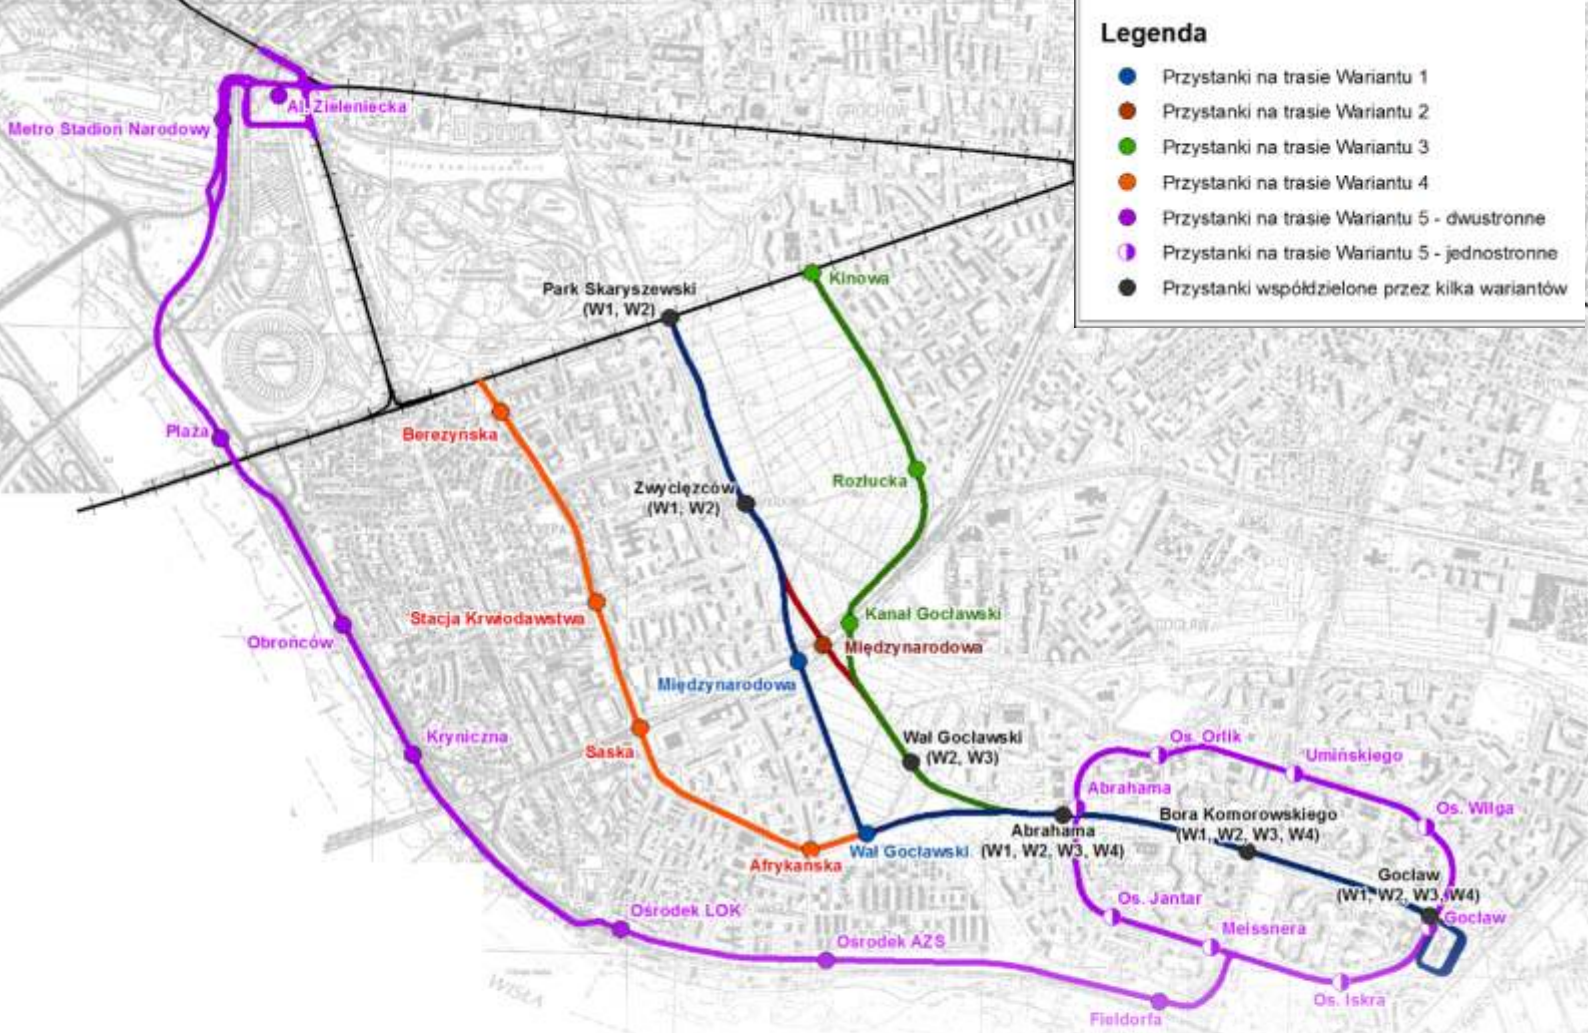 Legenda
Przystanki na trasie Wariantu 1
Przystanki na trasie Wariantu 2
Przystanki na trasie Wariantu 3
Przystanki na trasie Wariantu 4
Przystanki na trasie Wariantu 5 - dwustronne
Przystanki na trasie Wariantu 5 - jednostronne
Przystanki współdzielone przez kilka wariantów
Al. Zieleniecka
Metro Stadion Narodowy
Kinowa
Park Skaryszewski
(W1, W2)
Plaża
Berezyńska
Rozłucka
Zwycięzców
(W1, W2)
Stacja Krwiodawstwa
Kanał Gocławski
Obrońców
Międzynarodowa
Międzynarodowa
Kryniczna
Saska
Wał Gocławski
(W2, W3)
Os. Orlik
Umińskiego
Abrahama
Os. Wilga
Bora Komorowskiego
(W1, W2, W3, W4)
Abrahama
(W1, W2, W3, W4)
Wał Gocławski
Afrykańska
Gocław
(W1, W2, W3, W4)
Gocław
Os. Jantar
Ośrodek LOK
Meissnera
Ośrodek AZS
Os. Iskra
Fieldorfa
WISŁA